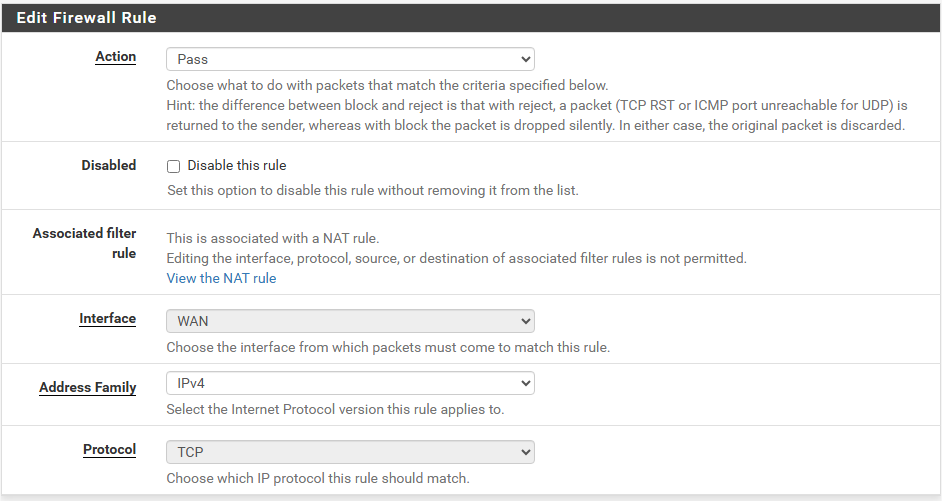 Edit Firewall Rule
Action
Pass
Choose what to do with packets that match the criteria specified below.
Hint: the difference between block and reject is that with reject, a packet (TCP RST or ICMP port unreachable for UDP) is
returned to the sender, whereas with block the packet is dropped silently. In either case, the original packet is discarded.
Disabled
Disable this rule
Set this option to disable this rule without removing it from the list.
Associated filter
rule
This is associated with a NAT rule.
Editing the interface, protocol, source, or destination of associated filter rules is not permitted.
View the NAT rule
Interface
WAN
Choose the interface from which packets must come to match this rule.
Address Family
IPv4
Select the Internet Protocol version this rule applies to.
Protocol
TCP
Choose which IP protocol this rule should match.